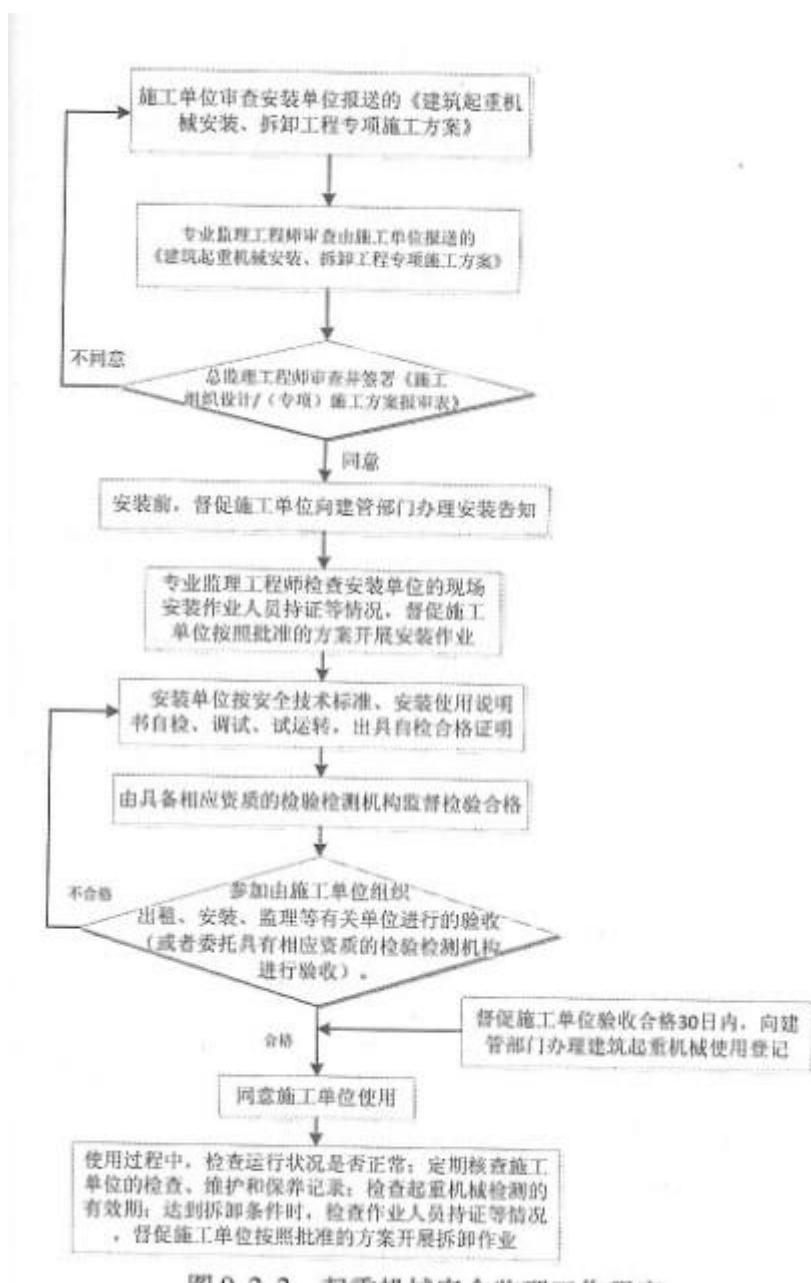 施工单位审查安装单位报送的《建筑起重机
械安装、拆卸工程专项施工方案》
专业监理工程师审查由施工单位报送的
《建筑起重机械安装、拆卸工程专项施工方案》
不同意
总监理工程师审查并签署《施工
组织设计/（专项）施工方案报审表》
同意
安装前，督促施工单位向建管部门办理安装告知
专业监理工程师检查安装单位的现场
安装作业人员持证等情况，督促施工
单位按照批准的方案开展安装作业
安装单位按安全技术标准、安装使用说明
书自检、调试、试运转，出具自检合格证明
由具备相应资质的检验检测机构监督检验合格
不合格
参加由施工单位组织
出租、安装、监理等有关单位进行的验收
（或者委托具有相应资质的检验检测机构
进行验收）。
合格
督促施工单位验收合格30日内，向建
管部门办理建筑起重机械使用登记
同意施工单位使用
使用过程中，检查运行状况是否正常；定期核查施工
单位的检查、维护和保养记录；检查起重机械检测的
有效期；达到拆卸条件时，检查作业人员持证等情况
，督促施工单位按照批准的方案开展拆卸作业